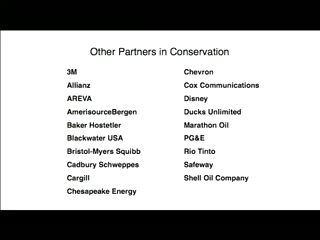 Other Partners in Conservation
3M
Allianz
AREVA
AmerisourceBergen
Baker Hostetler
Blackwater USA
Bristol-Myers Squibb
Cadbury Schweppes
Cargill
Chesapeake Energy
Chevron
Cox Communications
Disney
Ducks Unlimited
Marathon Oil
PG&E
Rio Tinto
Safeway
Shell Oil Company